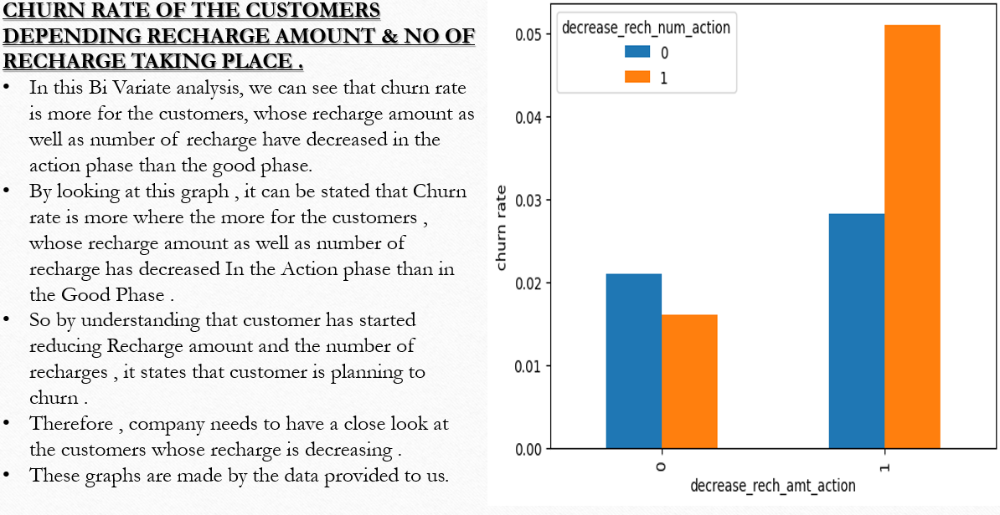 CHURN RATE OF THE CUSTOMERS
DEPENDING RECHARGE AMOUNT & NO OF
RECHARGE TAKING PLACE .
• In this Bi Variate analysis, we can see that churn rate
is more for the customers, whose recharge amount as
well as number of recharge have decreased in the
action phase than the good phase.
• By looking at this graph , it can be stated that Churn
rate is more where the more for the customers ,
whose recharge amount as well as number of
recharge has decreased In the Action phase than in
the Good Phase .
• So by understanding that customer has started
reducing Recharge amount and the number of
recharges , it states that customer is planning to
churn .
• Therefore , company needs to have a close look at
the customers whose recharge is decreasing .
• These graphs are made by the data provided to us.
decrease_rech_num_action
0
1
0.05
0.04
0.03
0.02
0.01
0.00
churn rate
0
1
decrease_rech_amt_action